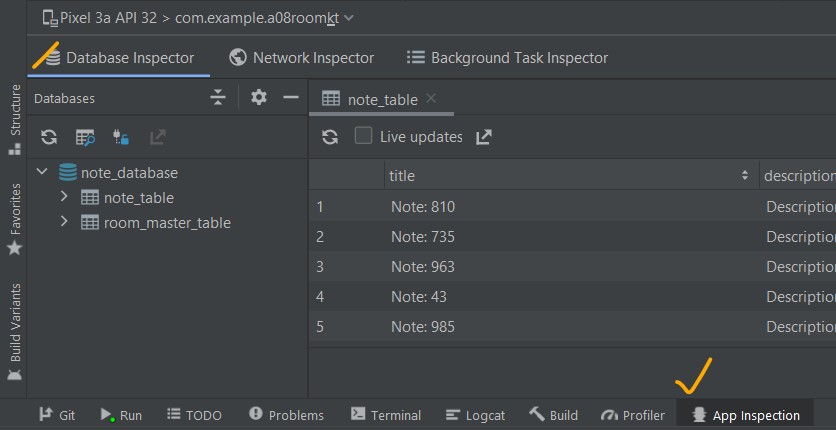 Pixel 3a API 32 > com.example.a08roomkt
Database Inspector Network Inspector Background Task Inspector
Structure
Favorites
Build Variants
Databases
note_database
note_table
room_master_table
note_table
Live updates
title description
1 Note: 810 Description
2 Note: 735 Description
3 Note: 963 Description
4 Note: 43 Description
5 Note: 985 Description
Git Run TODO Problems Terminal Logcat Build Profiler App Inspection